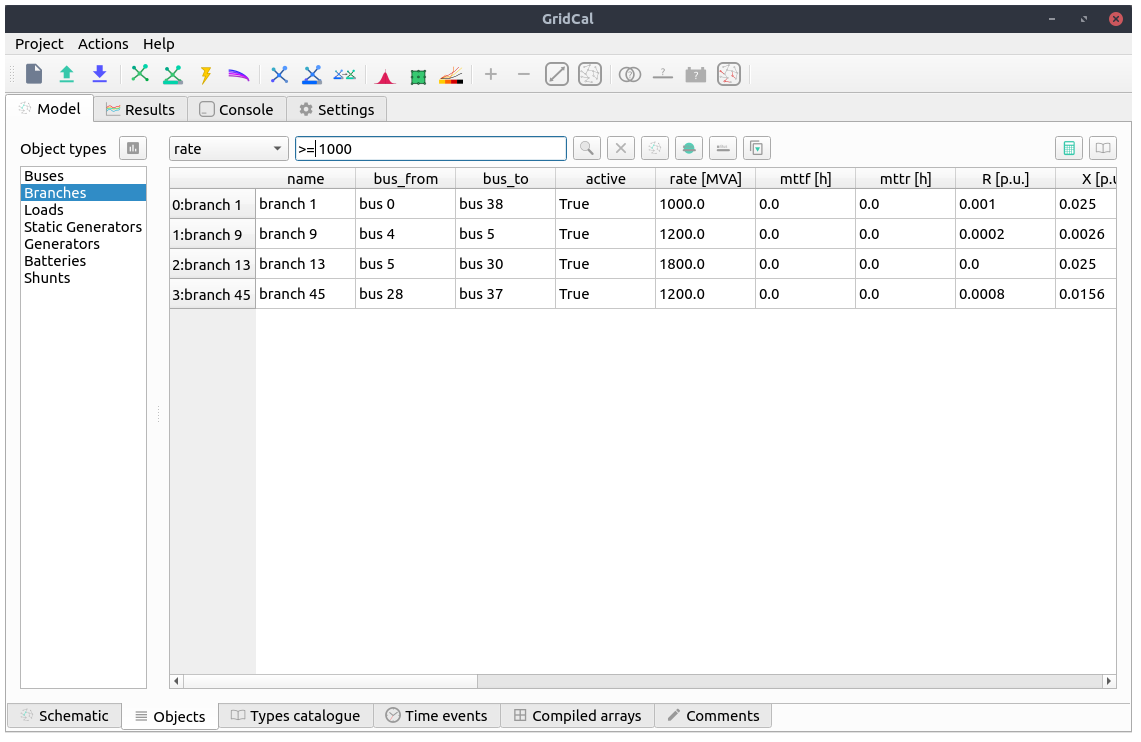 GridCal
Project Actions Help
Model Results Console Settings
Object types rate >=1000
Buses
Branches
Loads
Static Generators
Generators
Batteries
Shunts
name bus_from bus_to active rate [MVA] mttf [h] mttr [h] R [p.u.] X [p.u
0:branch 1 branch 1 bus 0 bus 38 True 1000.0 0.0 0.0 0.001 0.025
1:branch 9 branch 9 bus 4 bus 5 True 1200.0 0.0 0.0 0.0002 0.0026
2:branch 13 branch 13 bus 5 bus 30 True 1800.0 0.0 0.0 0.0 0.025
3:branch 45 branch 45 bus 28 bus 37 True 1200.0 0.0 0.0 0.0008 0.0156
Schematic Objects Types catalogue Time events Compiled arrays Comments